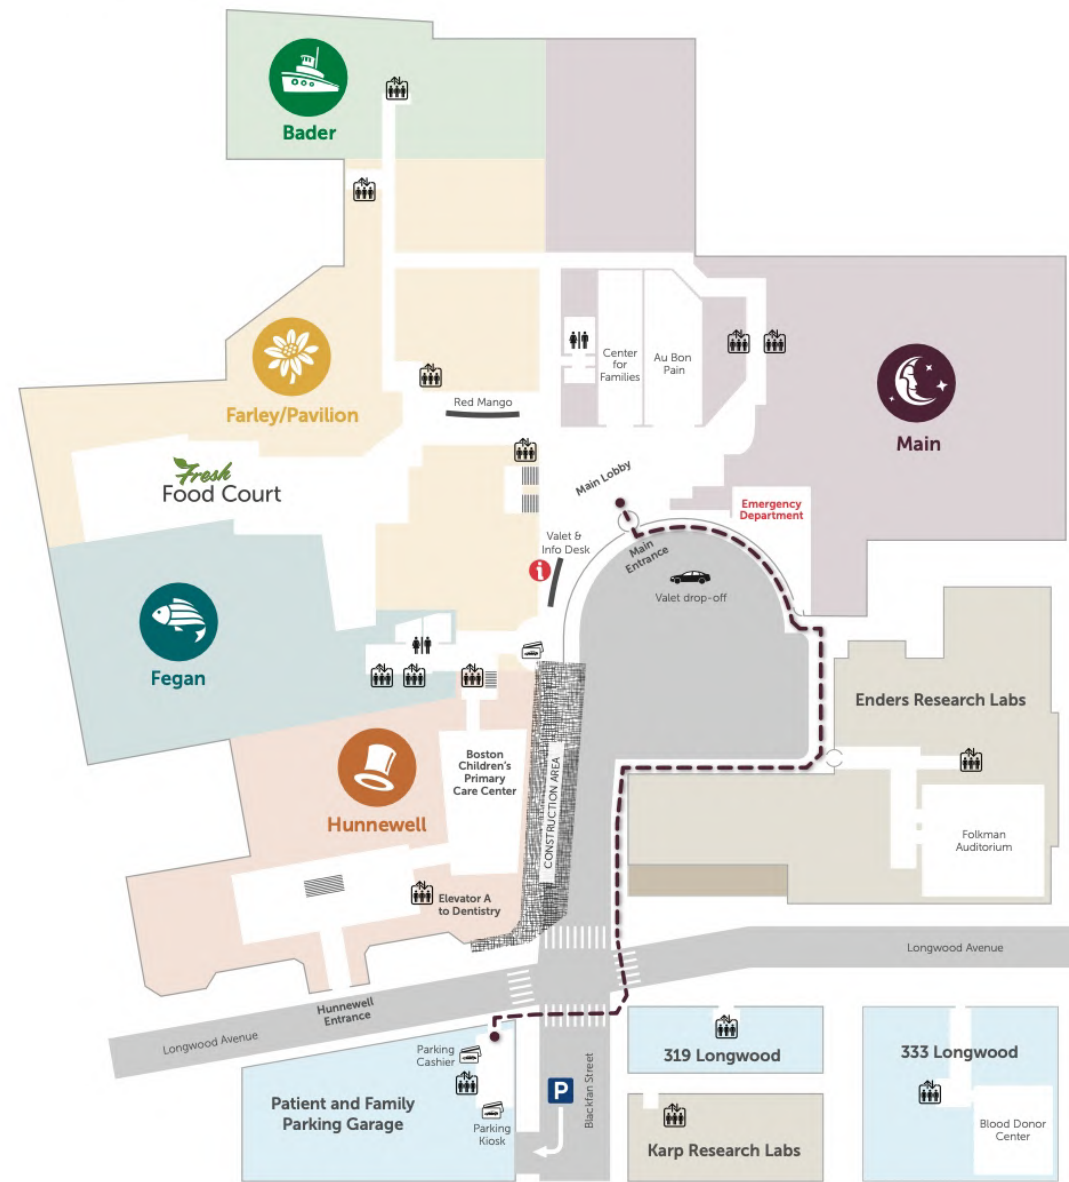 Bader
Farley/Pavilion
Red Mango
Center
for
Families
Au Bon
Pain
Main
Fresh
Food Court
Main Lobby
Emergency
Department
Valet &
Info Desk
i
Main
Entrance
Valet drop-off
Fegan
Enders Research Labs
Boston
Children's
Primary
Care Center
CONSTRUCTION AREA
Hunnewell
Folkman
Auditorium
Elevator A
to Dentistry
Longwood Avenue
Hunnewell
Entrance
Longwood Avenue
Parking
Cashier
319 Longwood
333 Longwood
P
Blackfan Street
Patient and Family
Parking Garage
Parking
Kiosk
Karp Research Labs
Blood Donor
Center